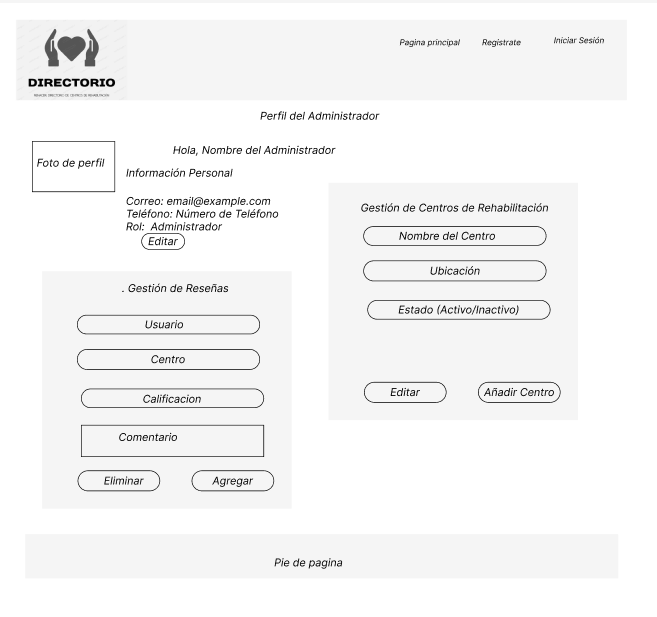 Pagina principal
Registrate
Iniciar Sesión
DIRECTORIO
Perfil del Administrador
Foto de perfil
Hola, Nombre del Administrador
Información Personal
Correo: email@example.com
Teléfono: Número de Teléfono
Rol: Administrador
Editar
Gestión de Centros de Rehabilitación
Nombre del Centro
Ubicación
Estado (Activo/Inactivo)
Editar
Añadir Centro
. Gestión de Reseñas
Usuario
Centro
Calificacion
Comentario
Eliminar
Agregar
Pie de pagina